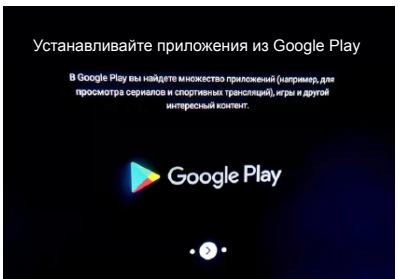 Устанавливайте приложения из Google Play
В Google Play вы найдете множество приложений (например, для
просмотра сериалов и спортивных трансляций), игры и другой
интересный контент.
Google Play